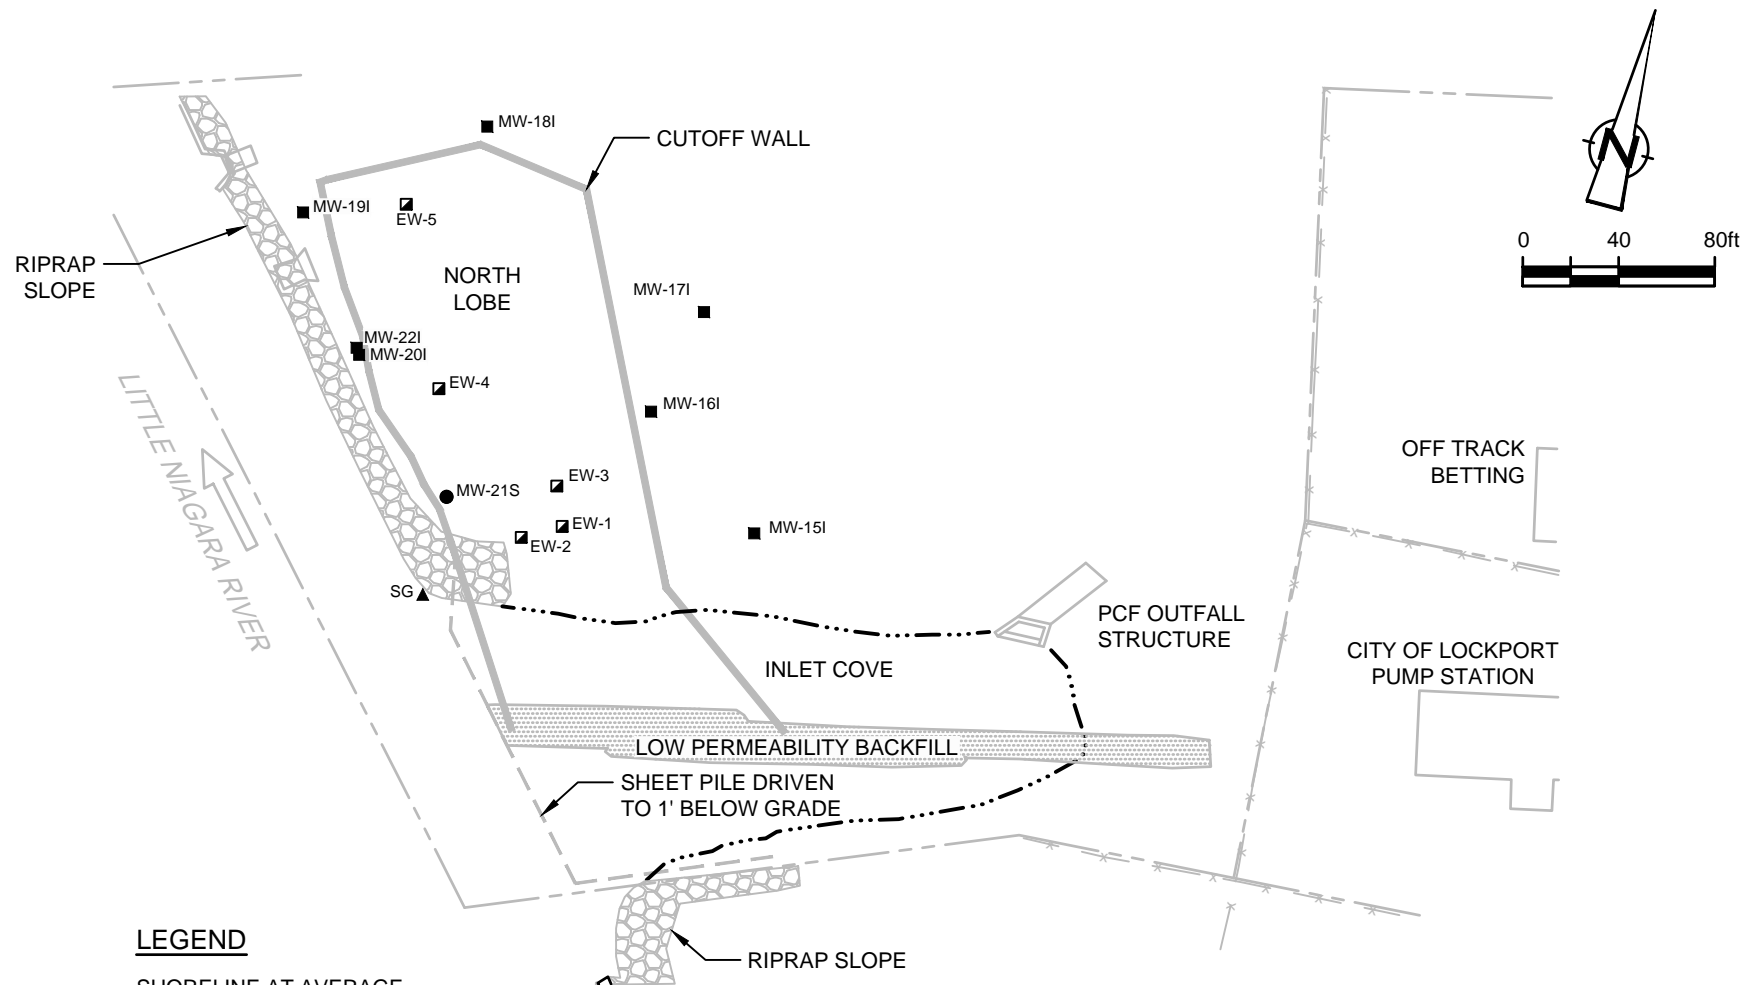 MW-18I
CUTOFF WALL
MW-19I
EW-5
RIPRAP
SLOPE
NORTH
LOBE
N
0 40 80ft
MW-17I
MW-22I
MW-20I
EW-4
MW-16I
LITTLE NIAGARA RIVER
OFF TRACK
BETTING
EW-3
MW-21S
EW-1
EW-2
MW-15I
SG
PCF OUTFALL
STRUCTURE
INLET COVE
CITY OF LOCKPORT
PUMP STATION
LOW PERMEABILITY BACKFILL
SHEET PILE DRIVEN
TO 1' BELOW GRADE
LEGEND
RIPRAP SLOPE
SHORELINE AT AVERAGE